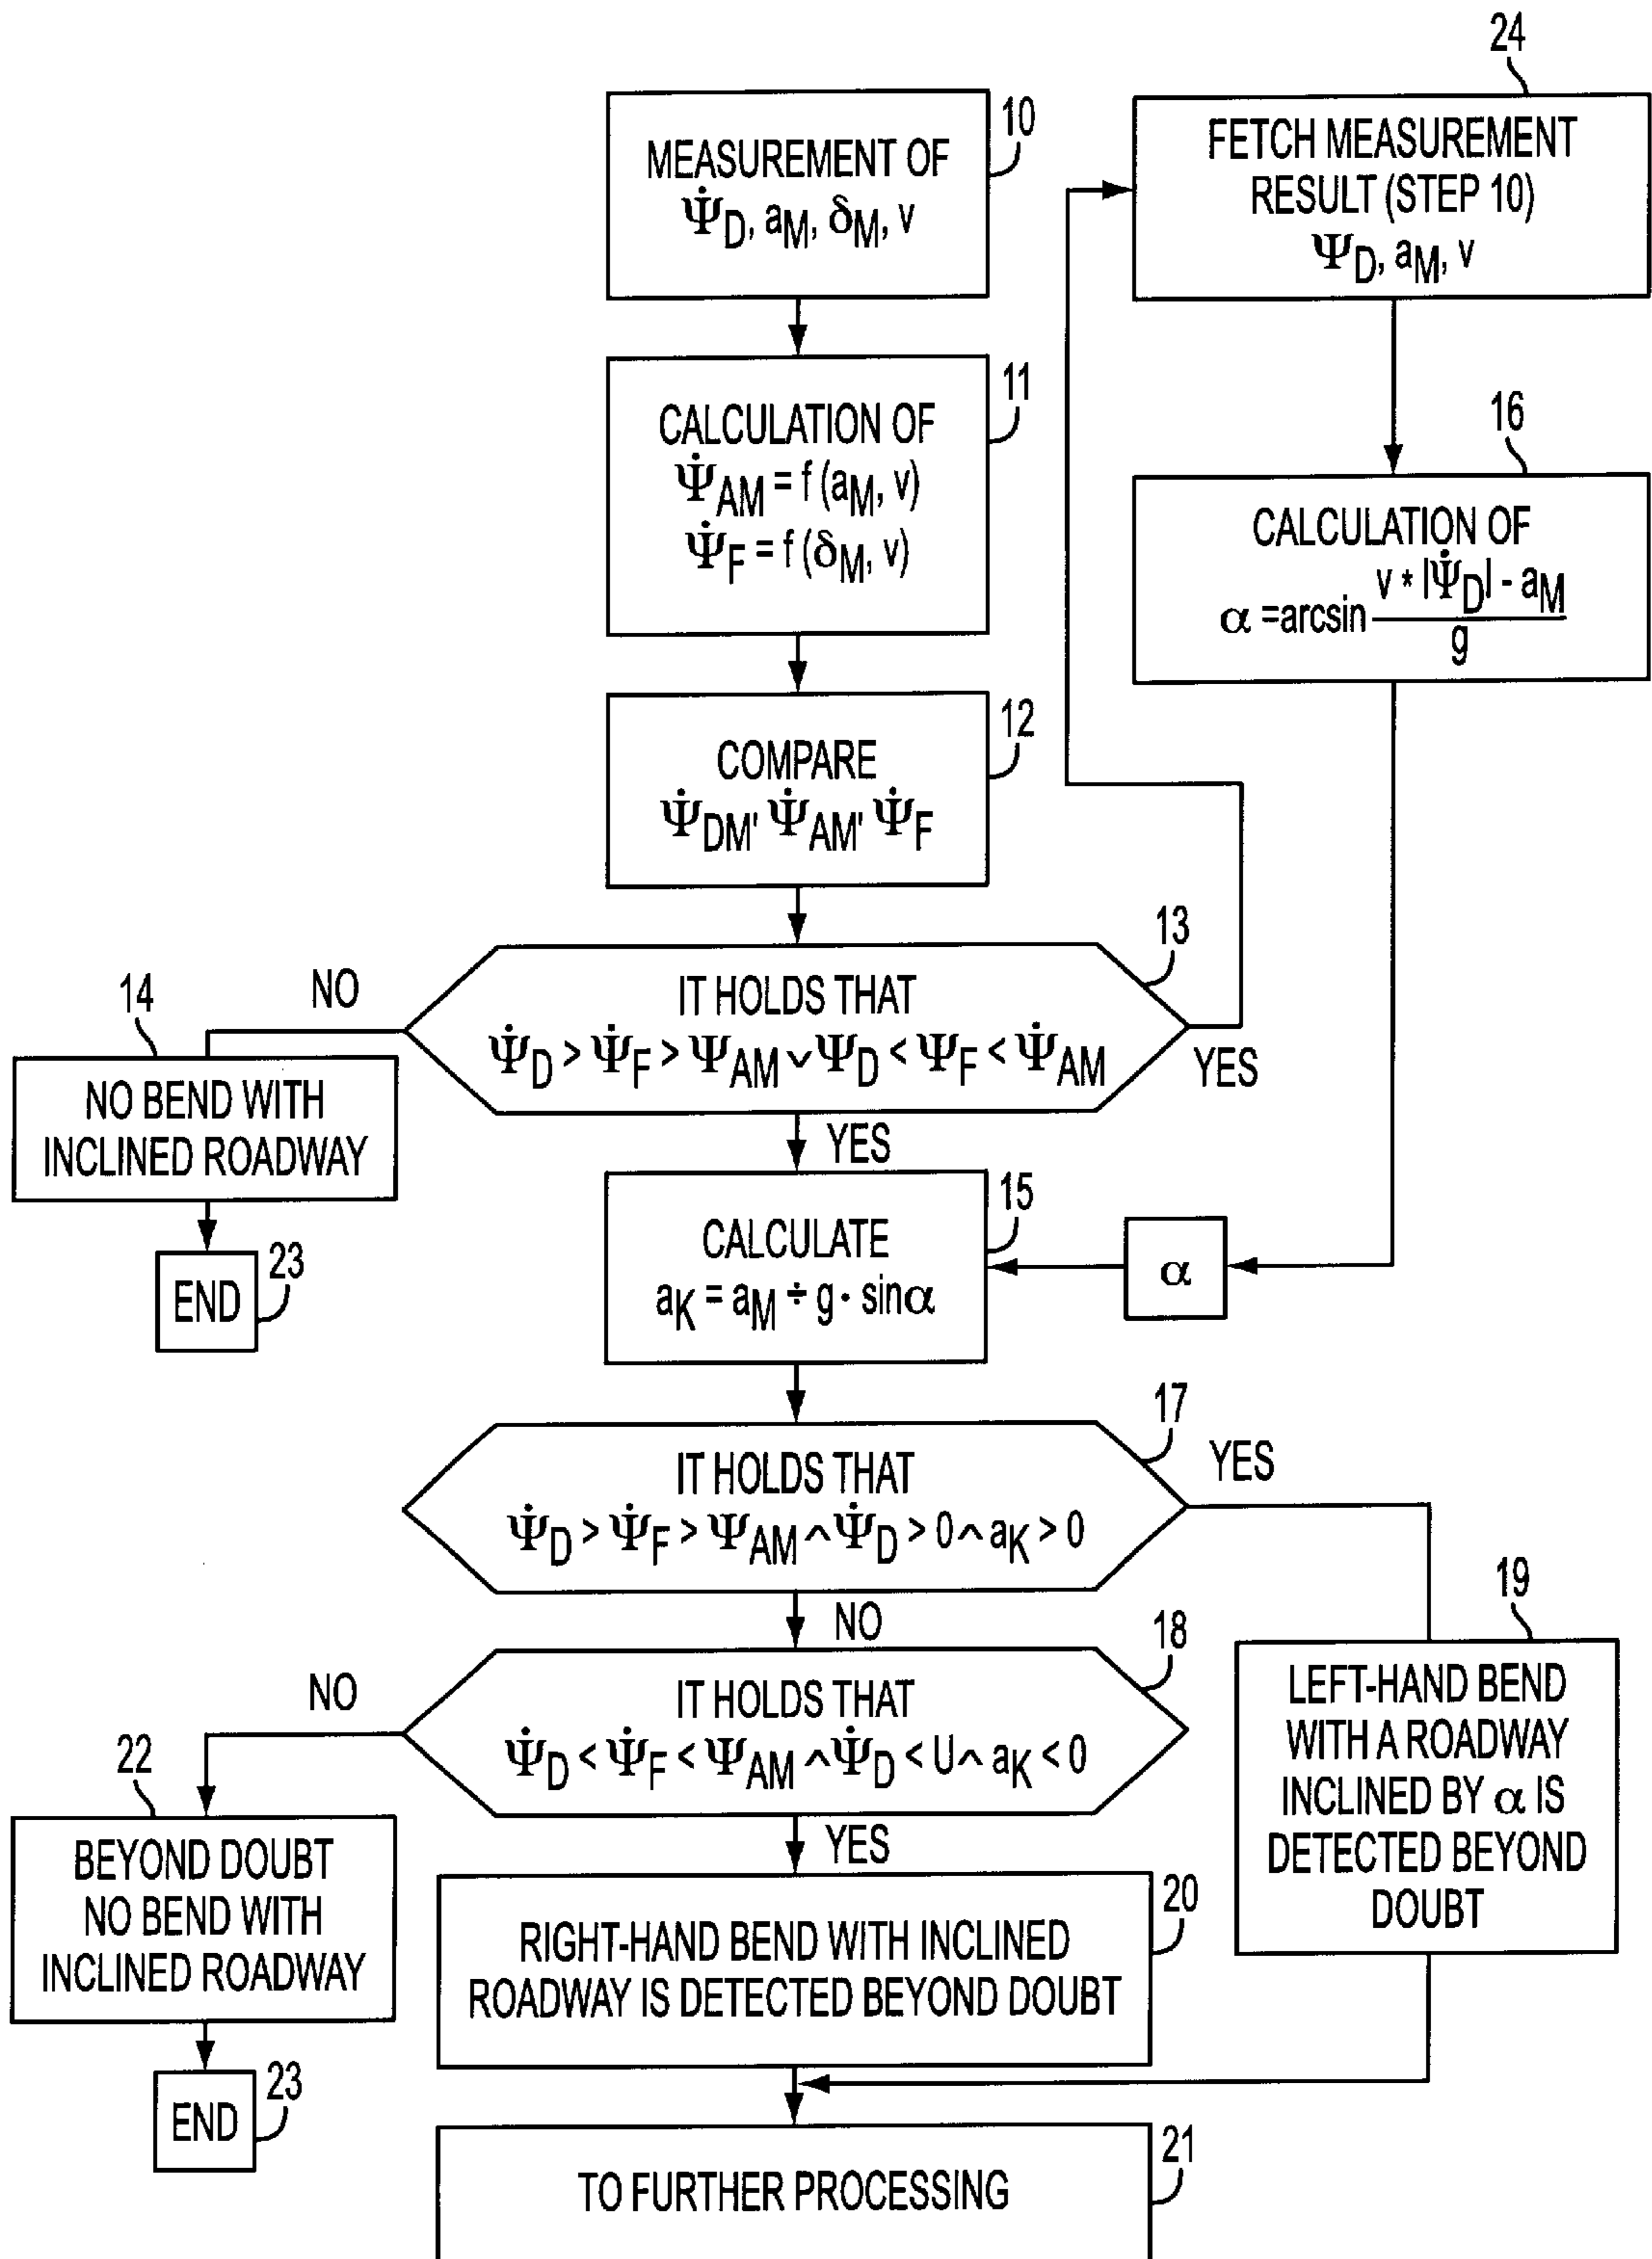 10
MEASUREMENT OF
Ψ̇D, aM, δM, v
24
FETCH MEASUREMENT
RESULT (STEP 10)
ΨD, aM, v
11
CALCULATION OF
Ψ̇AM = f (aM, v)
Ψ̇F = f (δM, v)
16
CALCULATION OF
v * |Ψ̇D| - aM
α =arcsin
g
12
COMPARE
Ψ̇DM' Ψ̇AM' Ψ̇F
13
IT HOLDS THAT
Ψ̇D > Ψ̇F > ΨAM ˅ ΨD < ΨF < Ψ̇AM
NO
YES
14
NO BEND WITH
INCLINED ROADWAY
23
END
YES
15
CALCULATE
aK = aM ÷ g · sinα
α
17
IT HOLDS THAT
Ψ̇D > Ψ̇F > ΨAM ^ Ψ̇D > 0 ^ aK > 0
YES
NO
18
IT HOLDS THAT
Ψ̇D < Ψ̇F < ΨAM ^ Ψ̇D < U ^ aK < 0
NO
YES
19
LEFT-HAND BEND
WITH A ROADWAY
INCLINED BY α IS
DETECTED BEYOND
DOUBT
22
BEYOND DOUBT
NO BEND WITH
INCLINED ROADWAY
23
END
20
RIGHT-HAND BEND WITH INCLINED
ROADWAY IS DETECTED BEYOND DOUBT
21
TO FURTHER PROCESSING